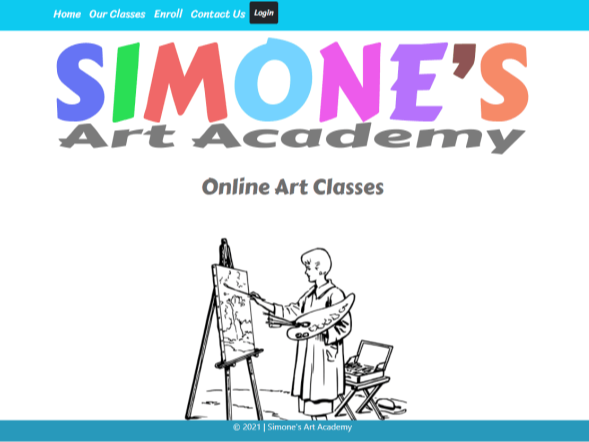 Home Our Classes Enroll Contact Us Login
SIMONE'S
Art Academy
Online Art Classes
© 2021 | Simone's Art Academy